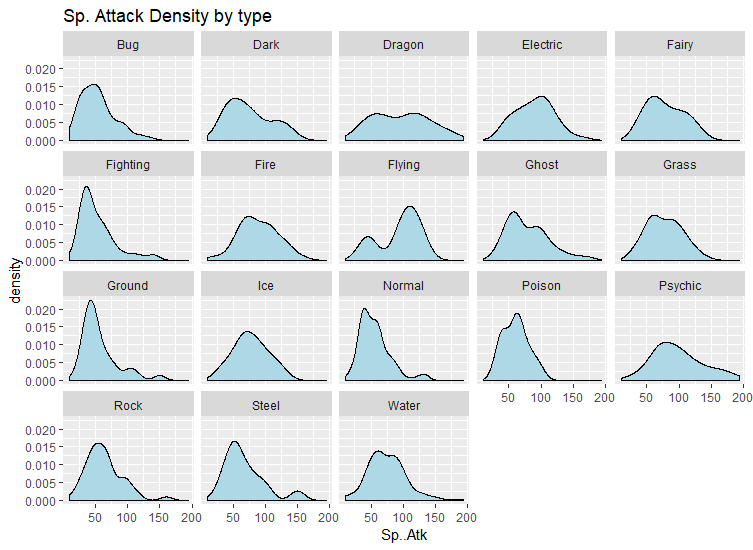 Sp. Attack Density by type
Bug Dark Dragon Electric Fairy
0.020
0.015
0.010
0.005
0.000
Fighting Fire Flying Ghost Grass
0.020
0.015
0.010
0.005
0.000
density
Ground Ice Normal Poison Psychic
0.020
0.015
0.010
0.005
0.000
50 100 150 200 50 100 150 200
Rock Steel Water
0.020
0.015
0.010
0.005
0.000
50 100 150 200 50 100 150 200 50 100 150 200
Sp..Atk